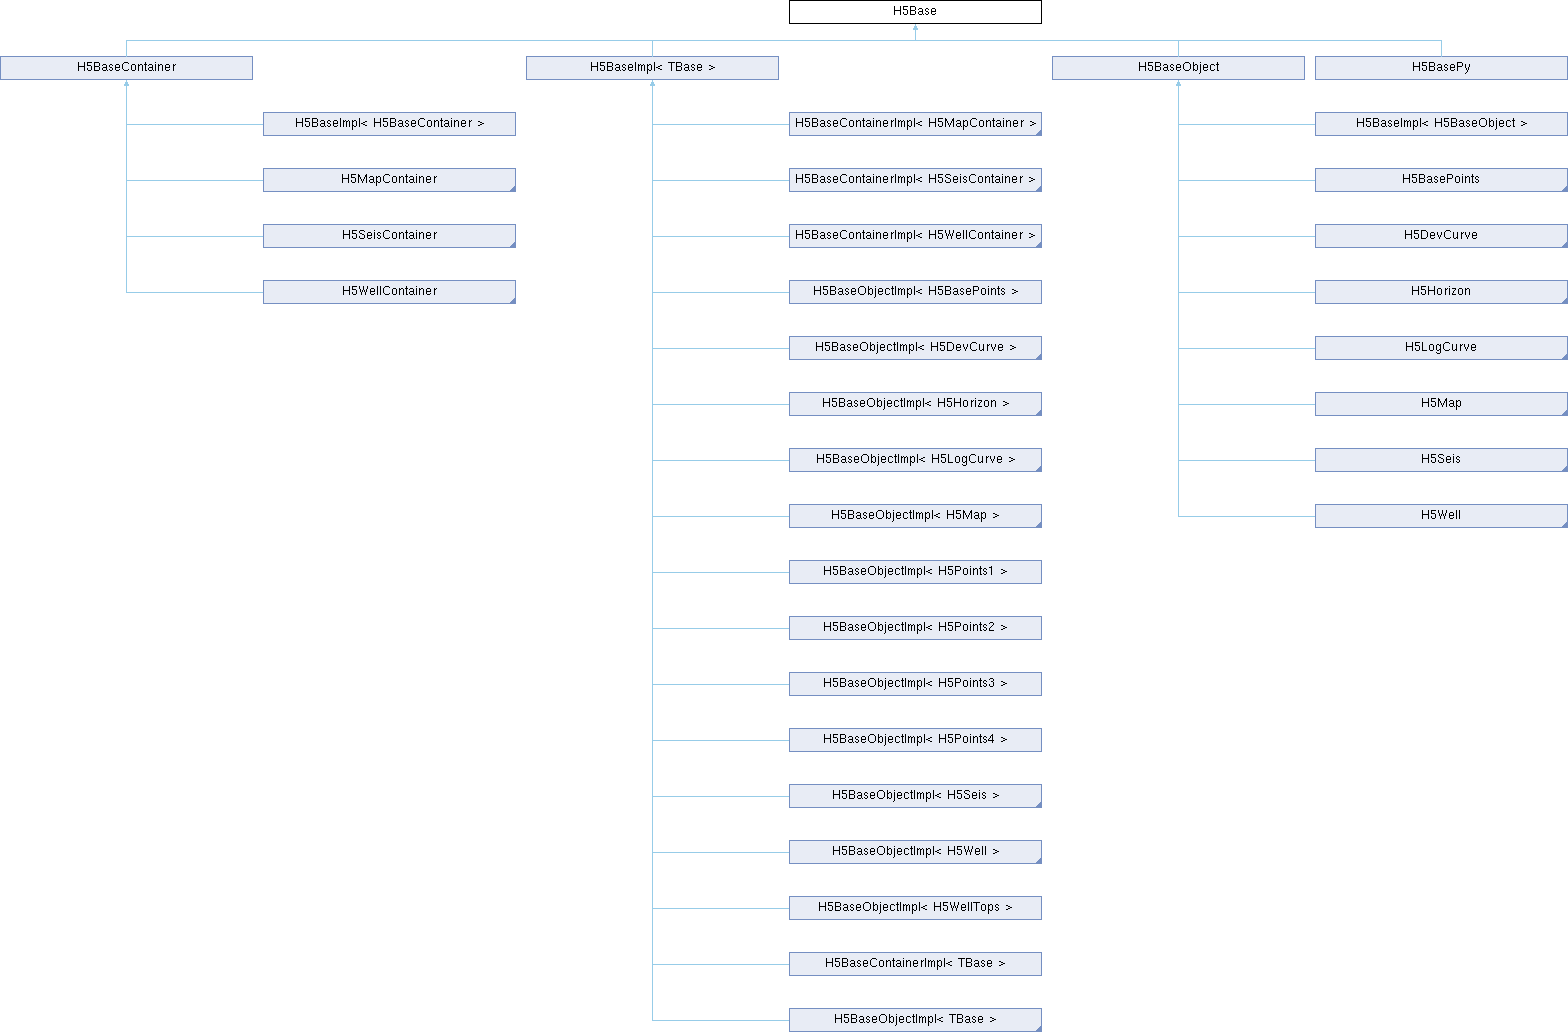 H5Base
H5BaseContainer
H5BaseImpl< TBase >
H5BaseObject
H5BasePy
H5BaseImpl< H5BaseContainer >
H5MapContainer
H5SeisContainer
H5WellContainer
H5BaseContainerImpl< H5MapContainer >
H5BaseContainerImpl< H5SeisContainer >
H5BaseContainerImpl< H5WellContainer >
H5BaseObjectImpl< H5BasePoints >
H5BaseObjectImpl< H5DevCurve >
H5BaseObjectImpl< H5Horizon >
H5BaseObjectImpl< H5LogCurve >
H5BaseObjectImpl< H5Map >
H5BaseObjectImpl< H5Points1 >
H5BaseObjectImpl< H5Points2 >
H5BaseObjectImpl< H5Points3 >
H5BaseObjectImpl< H5Points4 >
H5BaseObjectImpl< H5Seis >
H5BaseObjectImpl< H5Well >
H5BaseObjectImpl< H5WellTops >
H5BaseContainerImpl< TBase >
H5BaseObjectImpl< TBase >
H5BaseImpl< H5BaseObject >
H5BasePoints
H5DevCurve
H5Horizon
H5LogCurve
H5Map
H5Seis
H5Well